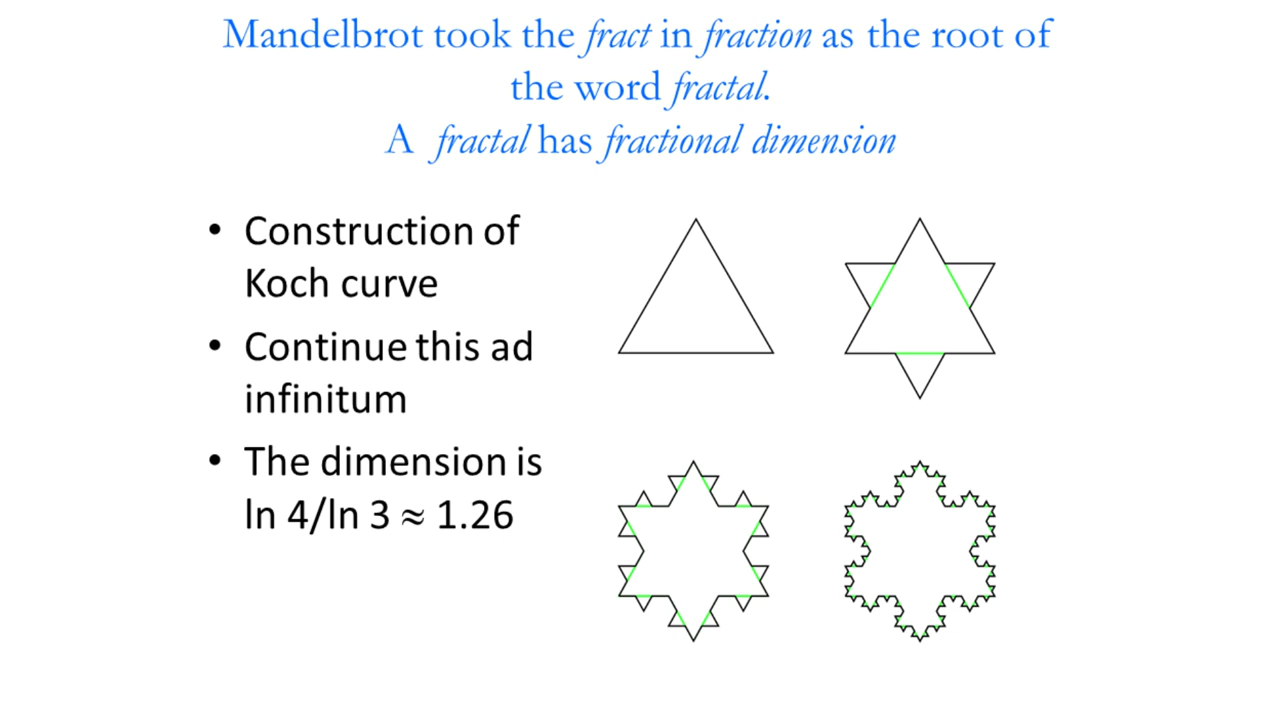 Mandelbrot took the fract in fraction as the root of
the word fractal.
A fractal has fractional dimension
• Construction of
Koch curve
• Continue this ad
infinitum
• The dimension is
ln 4/ln 3 ≈ 1.26